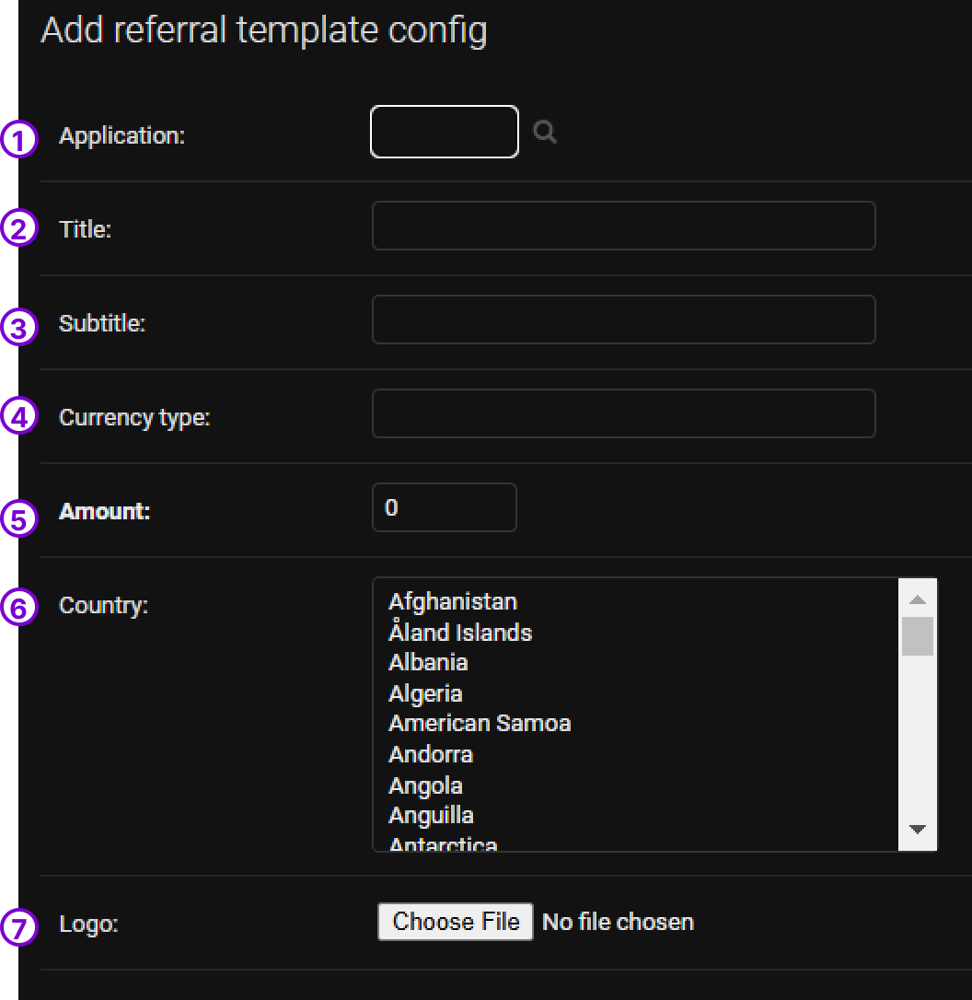 Add referral template config
1 Application:
2 Title:
3 Subtitle:
4 Currency type:
5 Amount: 0
6 Country: Afghanistan
Åland Islands
Albania
Algeria
American Samoa
Andorra
Angola
Anguilla
Antarctica
7 Logo: Choose File No file chosen